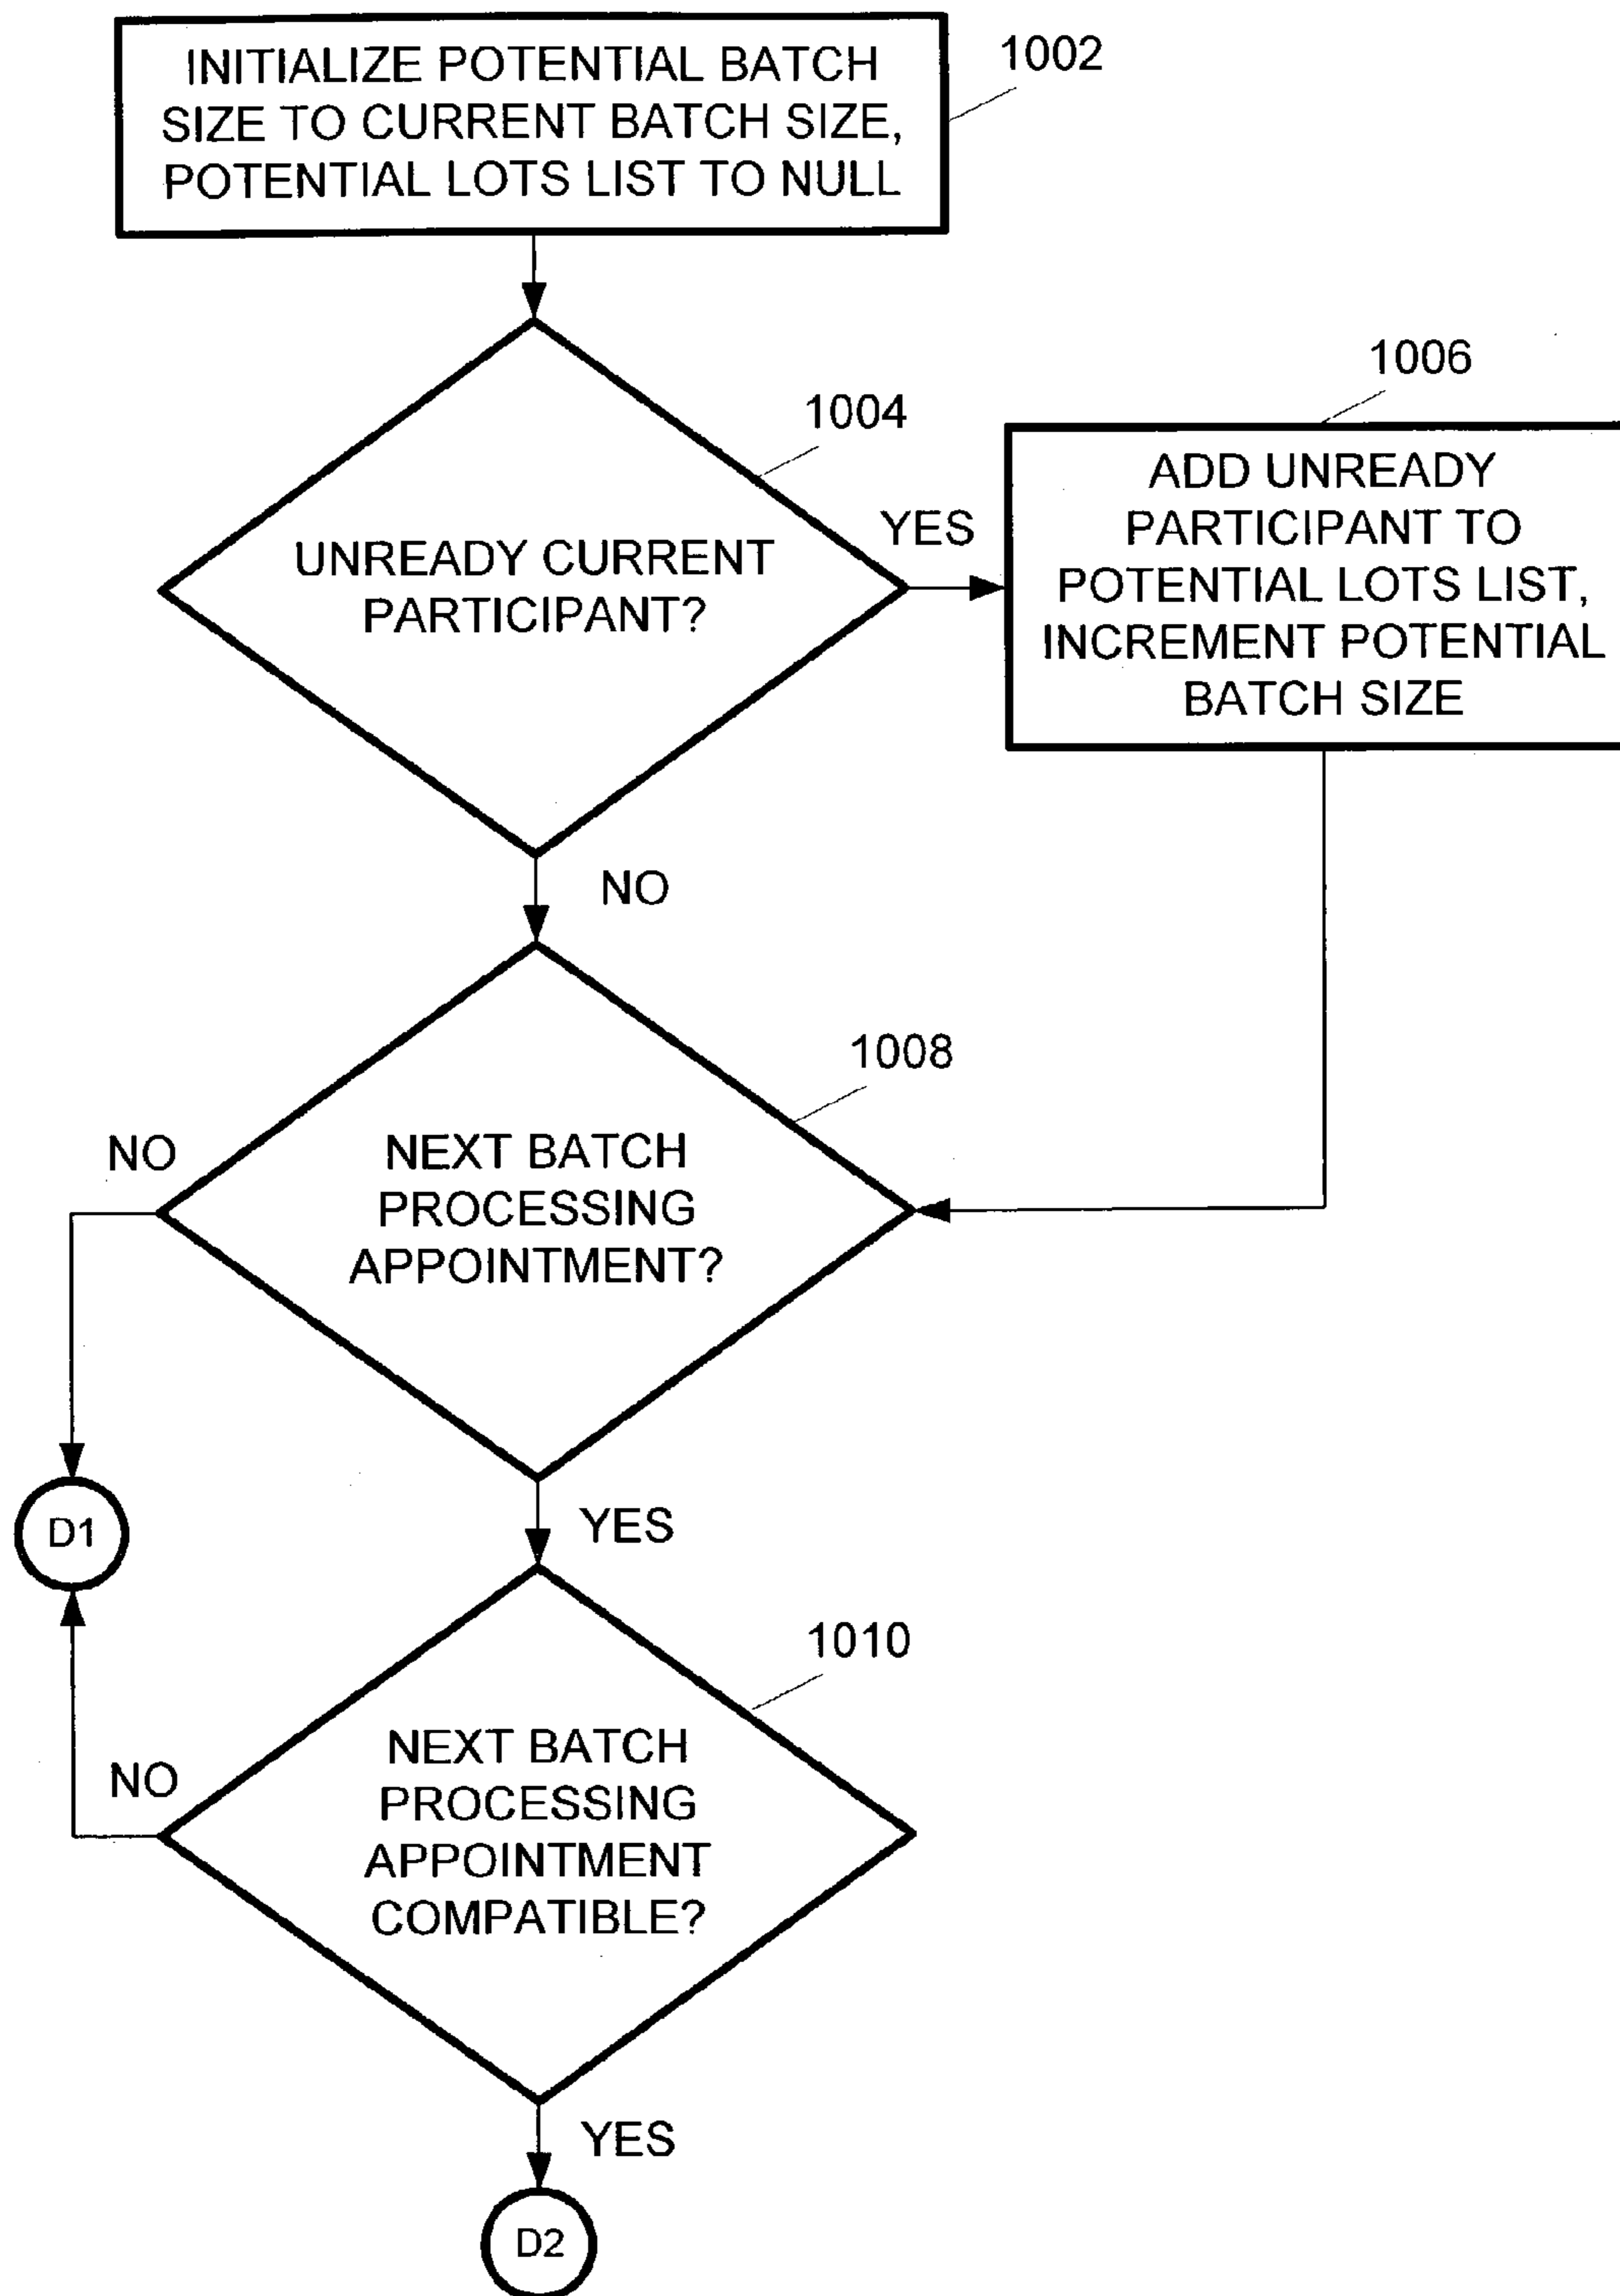 INITIALIZE POTENTIAL BATCH
SIZE TO CURRENT BATCH SIZE,
POTENTIAL LOTS LIST TO NULL
1002
1004
UNREADY CURRENT
PARTICIPANT?
YES
1006
ADD UNREADY
PARTICIPANT TO
POTENTIAL LOTS LIST,
INCREMENT POTENTIAL
BATCH SIZE
NO
1008
NEXT BATCH
PROCESSING
APPOINTMENT?
NO
D1
YES
1010
NEXT BATCH
PROCESSING
APPOINTMENT
COMPATIBLE?
NO
YES
D2